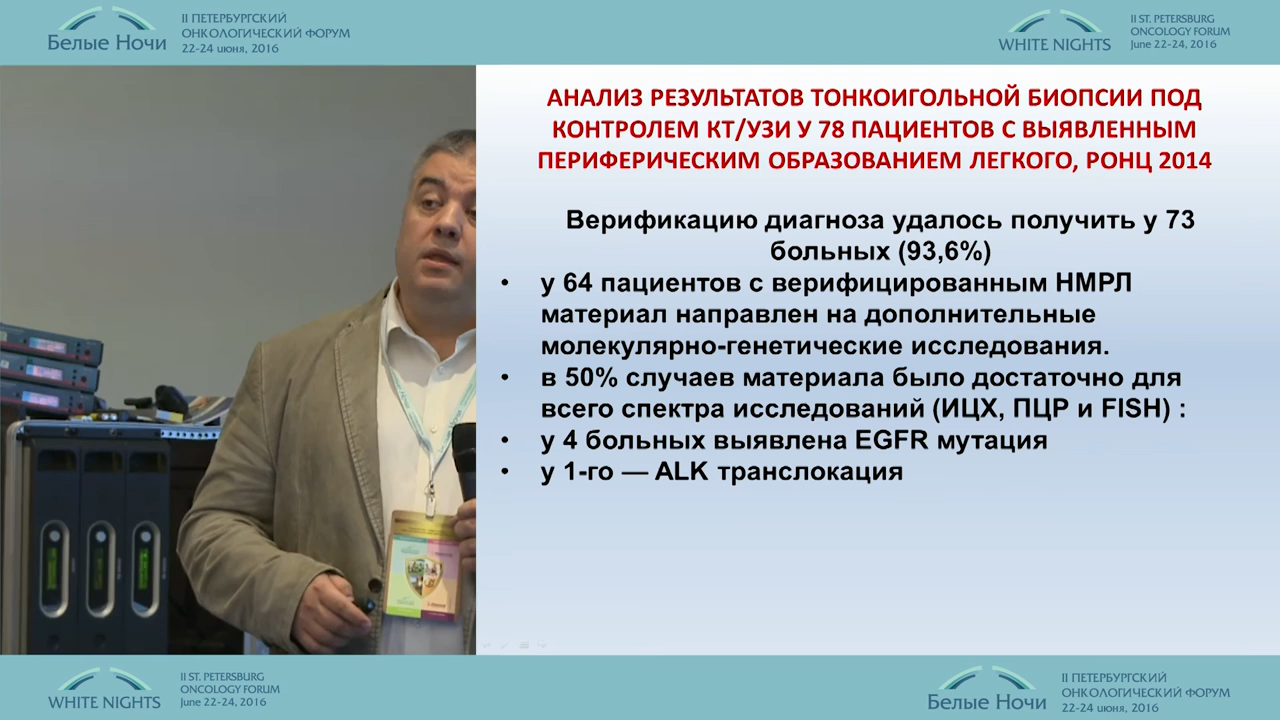 Белые Ночи
II ПЕТЕРБУРГСКИЙ
ОНКОЛОГИЧЕСКИЙ ФОРУМ
22-24 июня, 2016
WHITE NIGHTS
II ST. PETERSBURG
ONCOLOGY FORUM
June 22-24, 2016
АНАЛИЗ РЕЗУЛЬТАТОВ ТОНКОИГОЛЬНОЙ БИОПСИИ ПОД
КОНТРОЛЕМ КТ/УЗИ У 78 ПАЦИЕНТОВ С ВЫЯВЛЕННЫМ
ПЕРИФЕРИЧЕСКИМ ОБРАЗОВАНИЕМ ЛЕГКОГО, РОНЦ 2014
Верификацию диагноза удалось получить у 73
больных (93,6%)
• у 64 пациентов с верифицированным НМРЛ
материал направлен на дополнительные
молекулярно-генетические исследования.
• в 50% случаев материала было достаточно для
всего спектра исследований (ИЦХ, ПЦР и FISH) :
• у 4 больных выявлена EGFR мутация
• у 1-го — ALK транслокация
WHITE NIGHTS
II ST. PETERSBURG
ONCOLOGY FORUM
June 22-24, 2016
Белые Ночи
II ПЕТЕРБУРГСКИЙ
ОНКОЛОГИЧЕСКИЙ ФОРУМ
22-24 июня, 2016